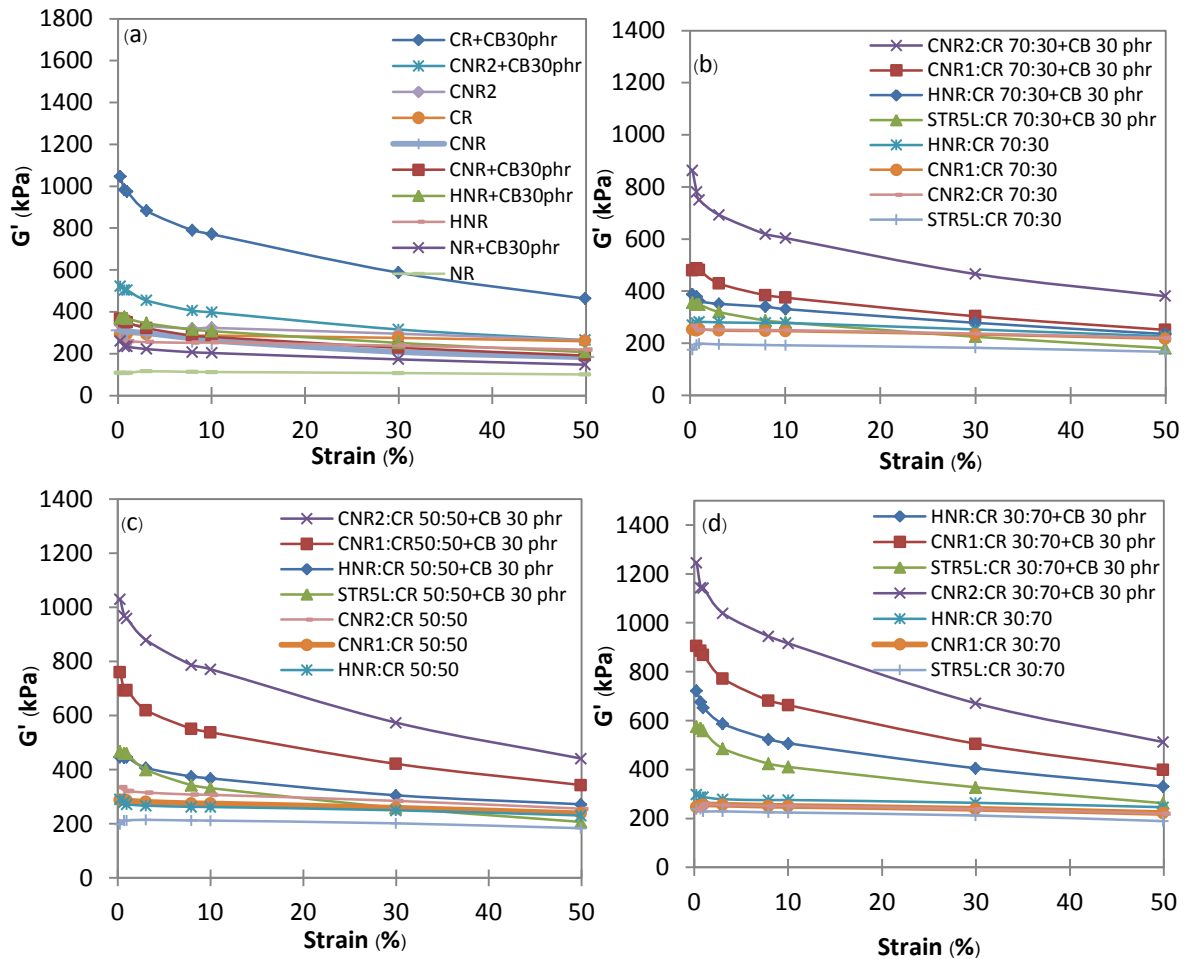 (a)
G' (kPa)
1800
1600
1400
1200
1000
800
600
400
200
0
CR+CB30phr
CNR2+CB30phr
CNR2
CR
CNR
CNR+CB30phr
HNR+CB30phr
HNR
NR+CB30phr
NR
0 10 20 30 40 50
Strain (%)
(b)
G' (kPa)
1400
1200
1000
800
600
400
200
0
CNR2:CR 70:30+CB 30 phr
CNR1:CR 70:30+CB 30 phr
HNR:CR 70:30+CB 30 phr
STR5L:CR 70:30+CB 30 phr
HNR:CR 70:30
CNR1:CR 70:30
CNR2:CR 70:30
STR5L:CR 70:30
0 10 20 30 40 50
Strain (%)
(c)
G' (kPa)
1400
1200
1000
800
600
400
200
0
CNR2:CR 50:50+CB 30 phr
CNR1:CR50:50+CB 30 phr
HNR:CR 50:50+CB 30 phr
STR5L:CR 50:50+CB 30 phr
CNR2:CR 50:50
CNR1:CR 50:50
HNR:CR 50:50
0 10 20 30 40 50
Strain (%)
(d)
G' (kPa)
1400
1200
1000
800
600
400
200
0
HNR:CR 30:70+CB 30 phr
CNR1:CR 30:70+CB 30 phr
STR5L:CR 30:70+CB 30 phr
CNR2:CR 30:70+CB 30 phr
HNR:CR 30:70
CNR1:CR 30:70
STR5L:CR 30:70
0 10 20 30 40 50
Strain (%)